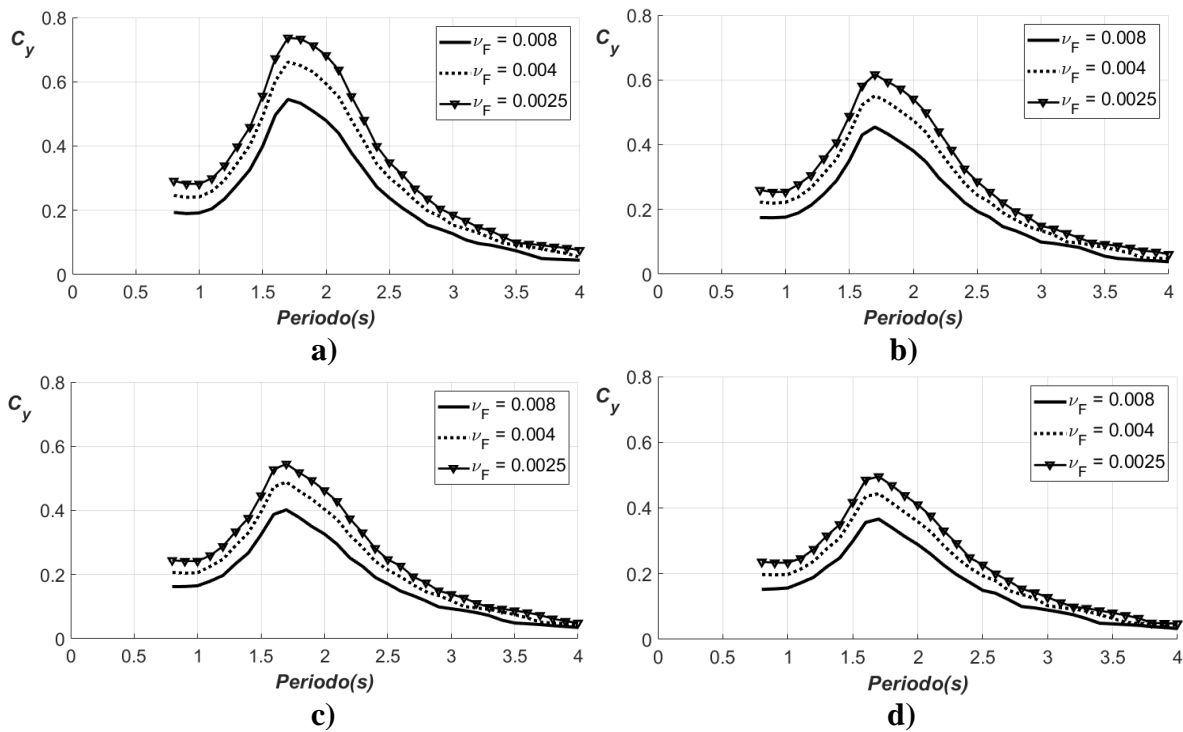 0.8
C_y
0.6
0.4
0.2
0
0 0.5 1 1.5 2 2.5 3 3.5 4
Periodo(s)
ν_F = 0.008
ν_F = 0.004
ν_F = 0.0025
a)
0.8
C_y
0.6
0.4
0.2
0
0 0.5 1 1.5 2 2.5 3 3.5 4
Periodo(s)
ν_F = 0.008
ν_F = 0.004
ν_F = 0.0025
b)
0.8
C_y
0.6
0.4
0.2
0
0 0.5 1 1.5 2 2.5 3 3.5 4
Periodo(s)
ν_F = 0.008
ν_F = 0.004
ν_F = 0.0025
c)
0.8
C_y
0.6
0.4
0.2
0
0 0.5 1 1.5 2 2.5 3 3.5 4
Periodo(s)
ν_F = 0.008
ν_F = 0.004
ν_F = 0.0025
d)